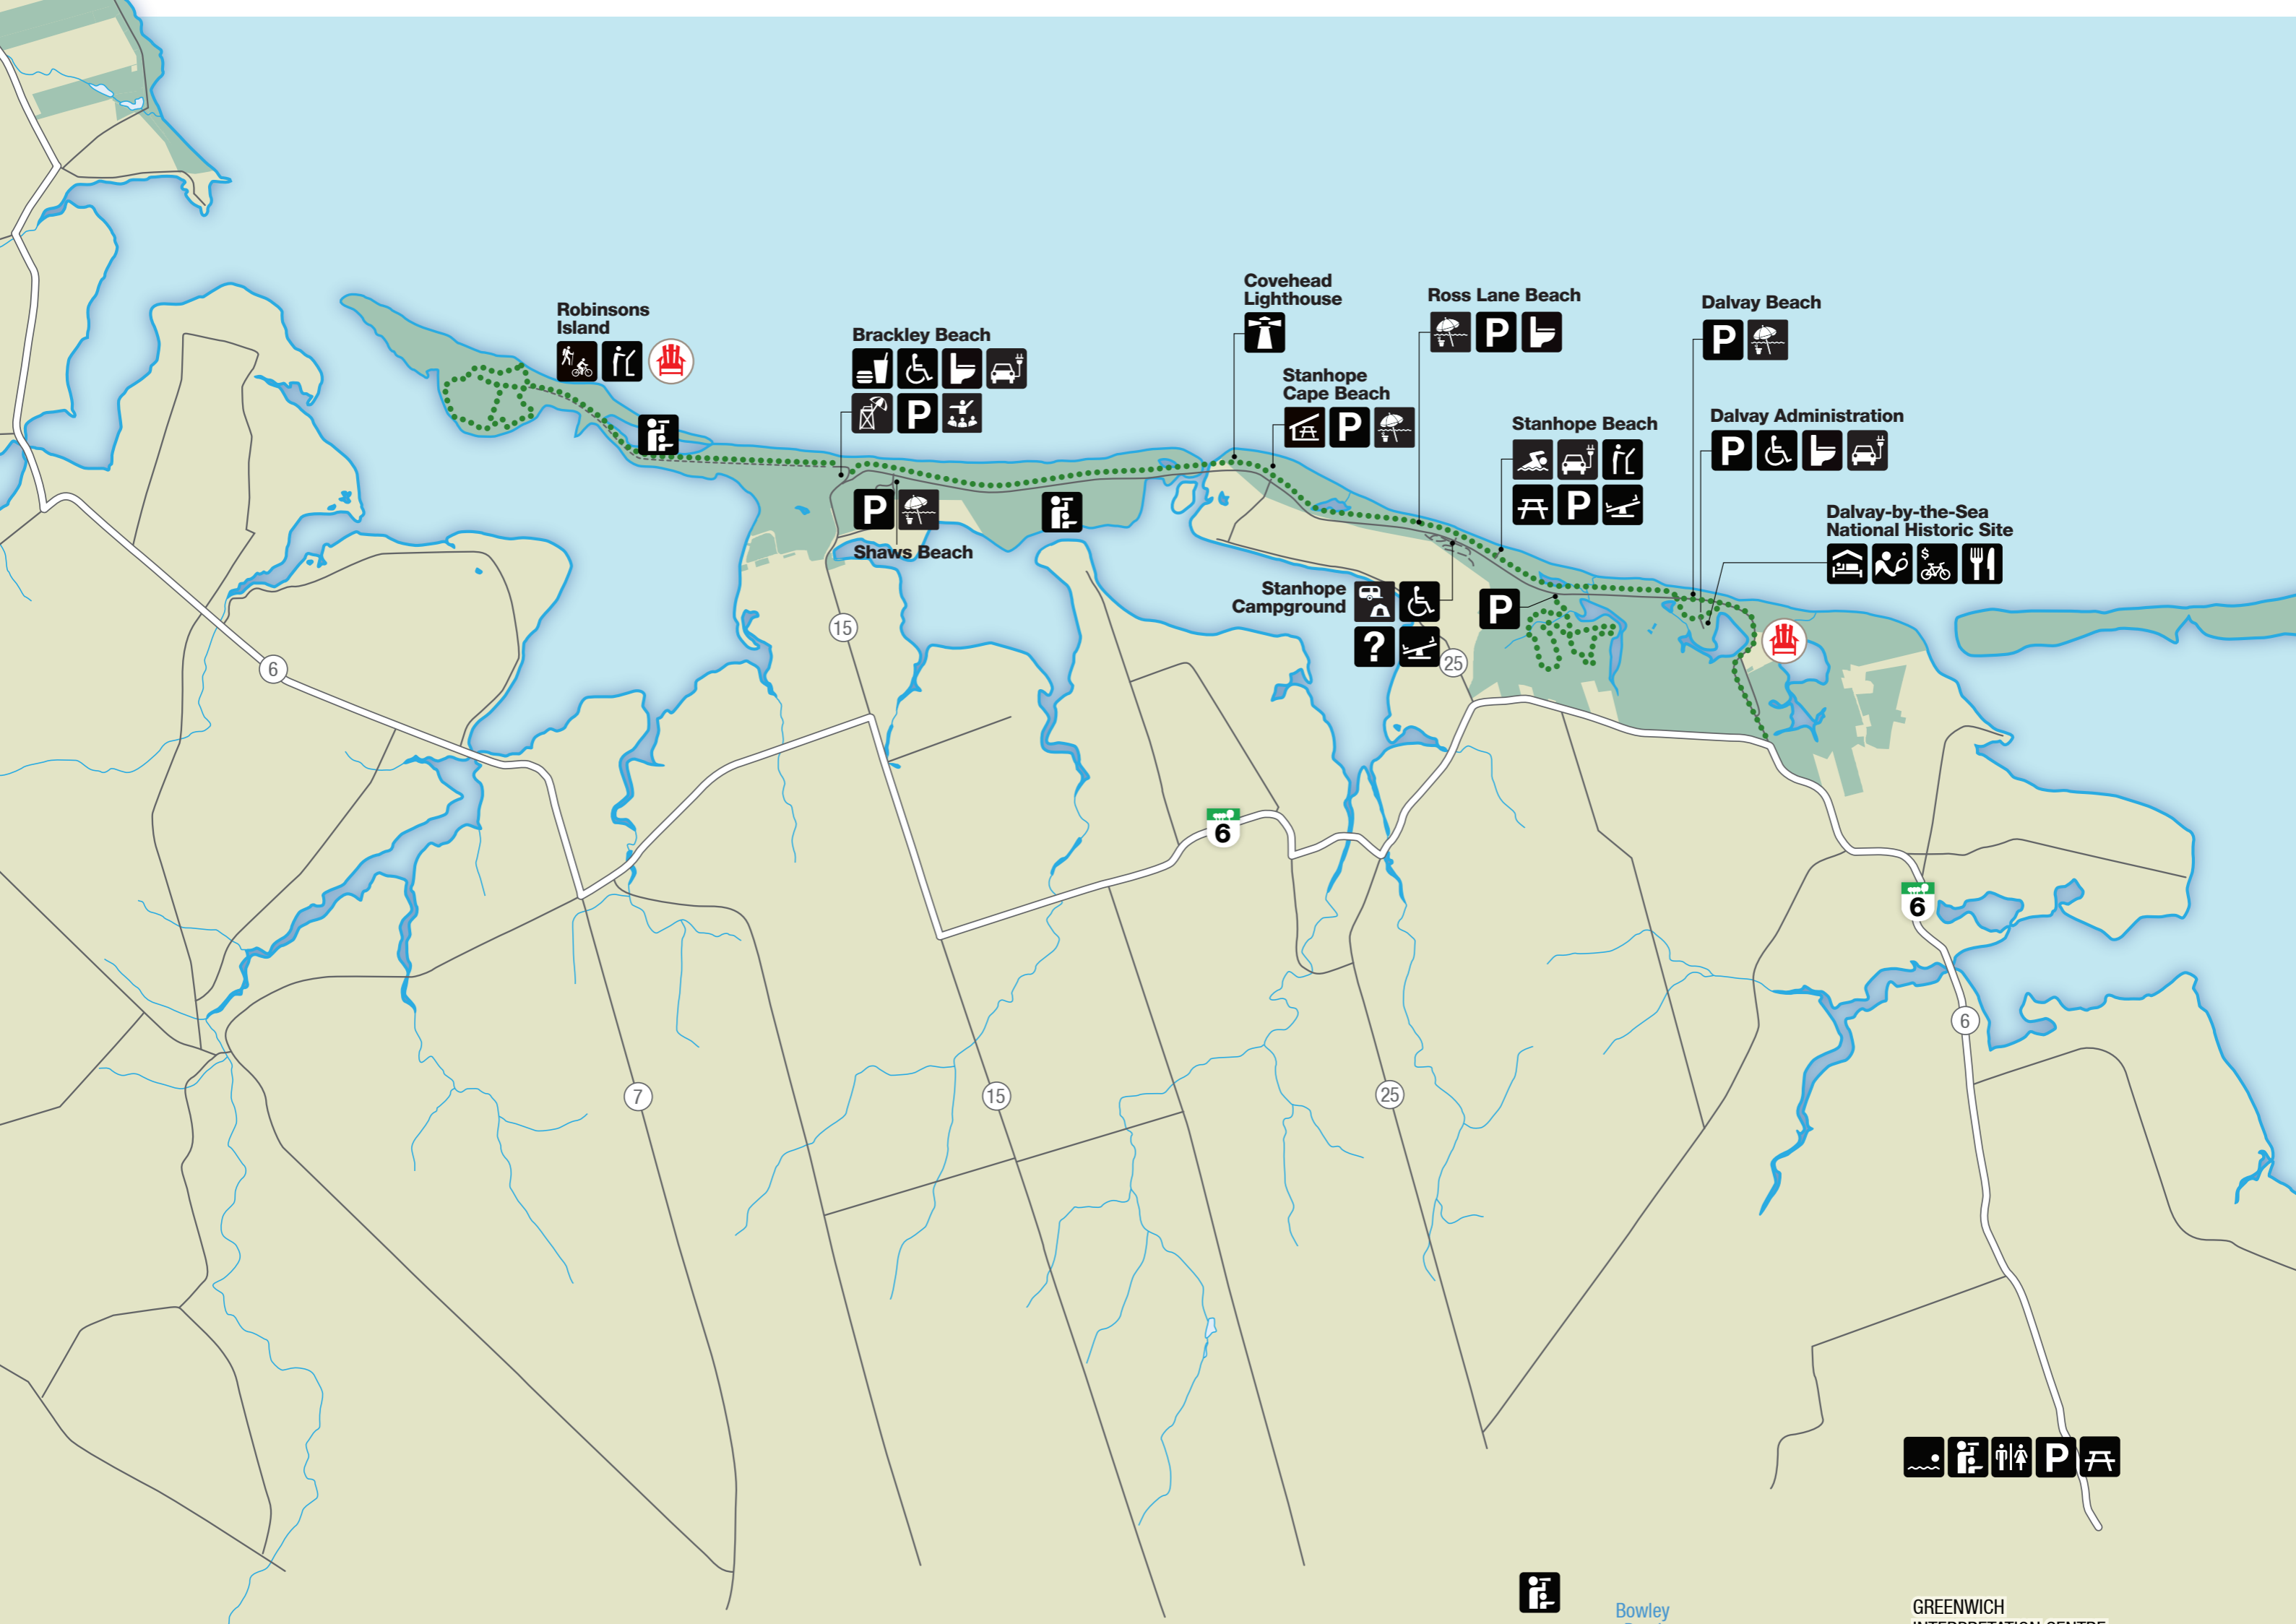 Robinsons
Island
Brackley Beach
P
P
Shaws Beach
Covehead
Lighthouse
Stanhope
Cape Beach
P
Ross Lane Beach
P
Stanhope Beach
P
Dalvay Beach
P
Dalvay Administration
P
Dalvay-by-the-Sea
National Historic Site
$
Stanhope
Campground
?
P
15
25
6
6
6
6
7
15
25
P
Bowley
GREENWICH
INTERPRETATION CENTRE